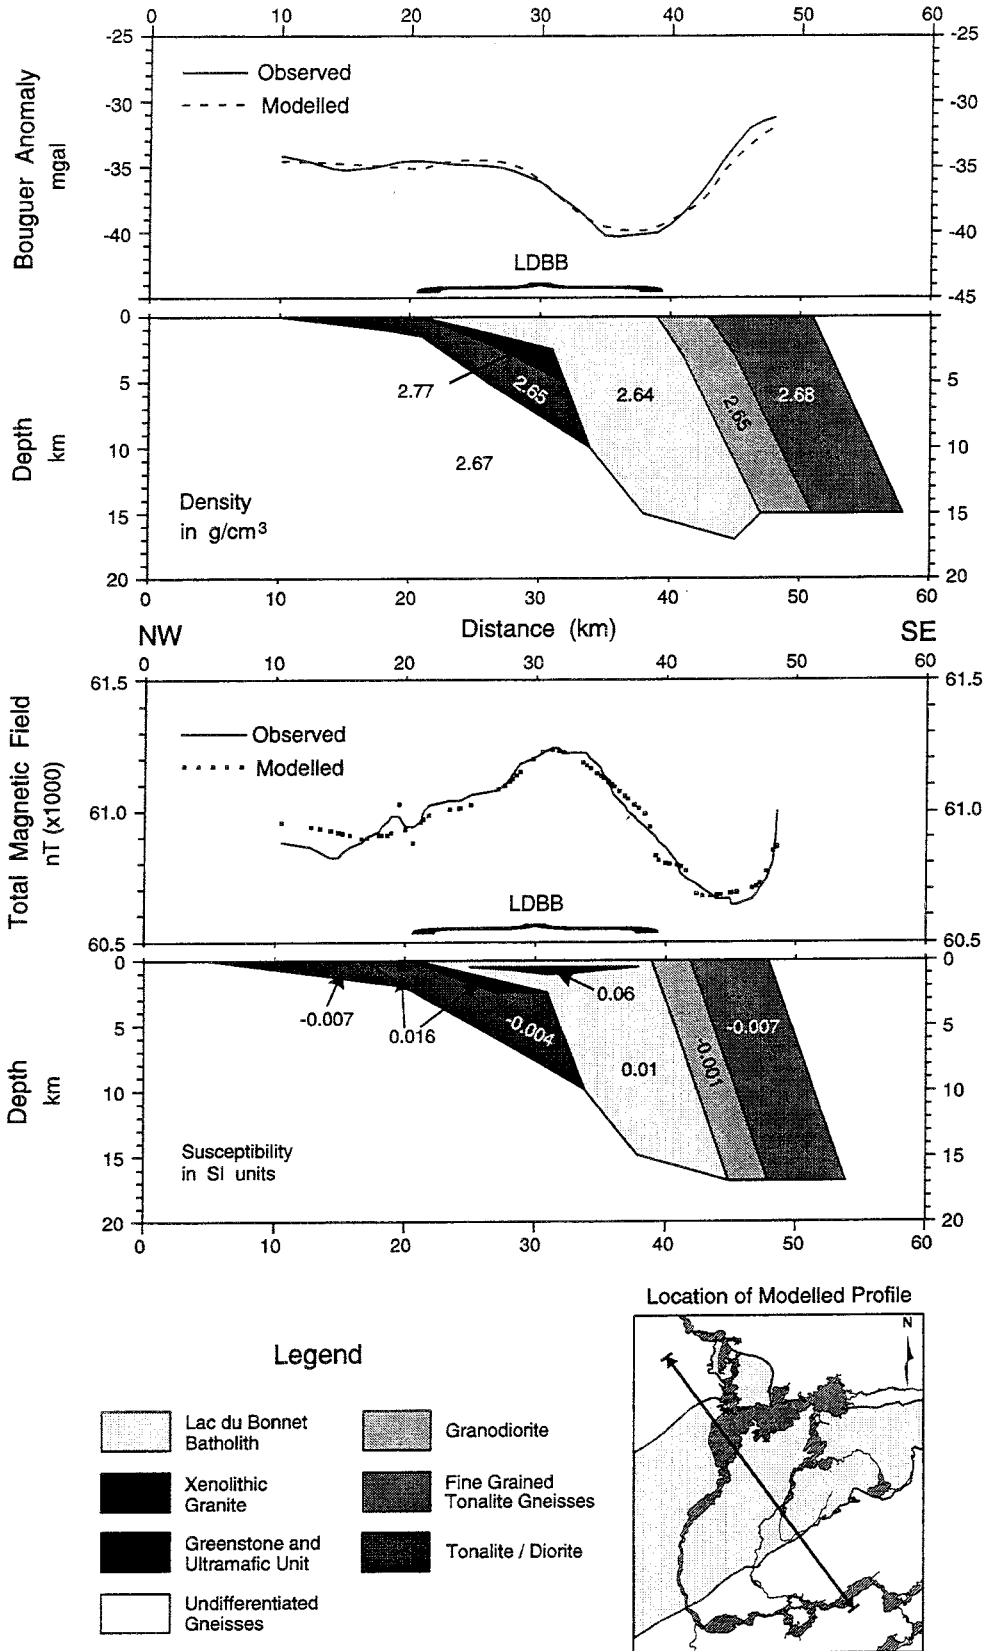 0 10 20 30 40 50 60
-25 -25
Observed
-30 -30
Modelled
Bouguer Anomaly
mgal
-35 -35
-40 -40
LDBB
-45
0 0
2.77 2.65 2.64 2.65 2.68
5 5
Depth
km
10 10
2.67
Density
in g/cm³
15 15
20 20
0 10 20 30 40 50 60
NW Distance (km) SE
0 10 20 30 40 50 60
61.5 61.5
Observed
Modelled
Total Magnetic Field
nT (x1000)
61.0 61.0
LDBB
60.5 60.5
0 0
-0.007 0.016 -0.004 0.06 0.01 -0.001 -0.007
5 5
Depth
km
10 10
Susceptibility
in SI units
15 15
20 20
0 10 20 30 40 50 60
Location of Modelled Profile
N
Legend
Lac du Bonnet
Batholith
Granodiorite
Xenolithic
Granite
Fine Grained
Tonalite Gneisses
Greenstone and
Ultramafic Unit
Tonalite / Diorite
Undifferentiated
Gneisses